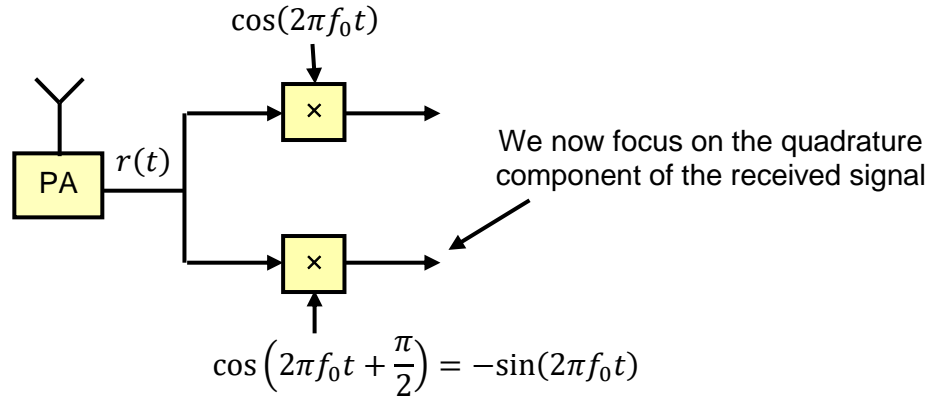 cos(2πf₀t)
×
We now focus on the quadrature
component of the received signal
r(t)
PA
×
cos(2πf₀t + π/2) = −sin(2πf₀t)